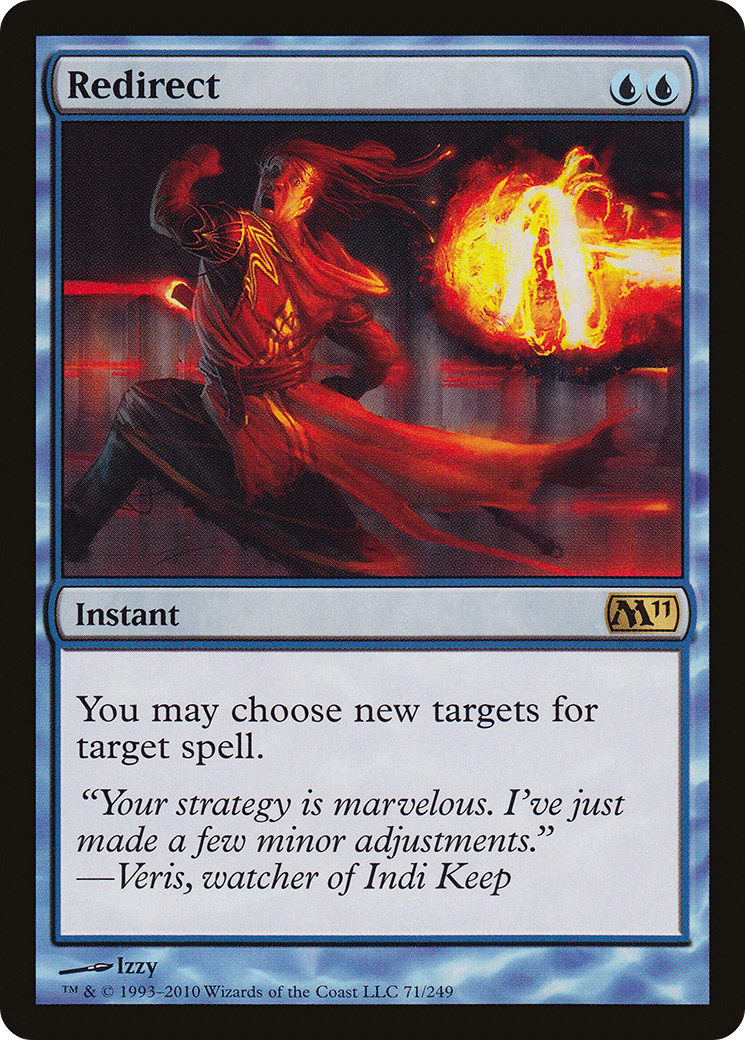 Redirect
Instant
M11
You may choose new targets for
target spell.
“Your strategy is marvelous. I’ve just
made a few minor adjustments.”
—Veris, watcher of Indi Keep
Izzy
™ & © 1993–2010 Wizards of the Coast LLC 71/249